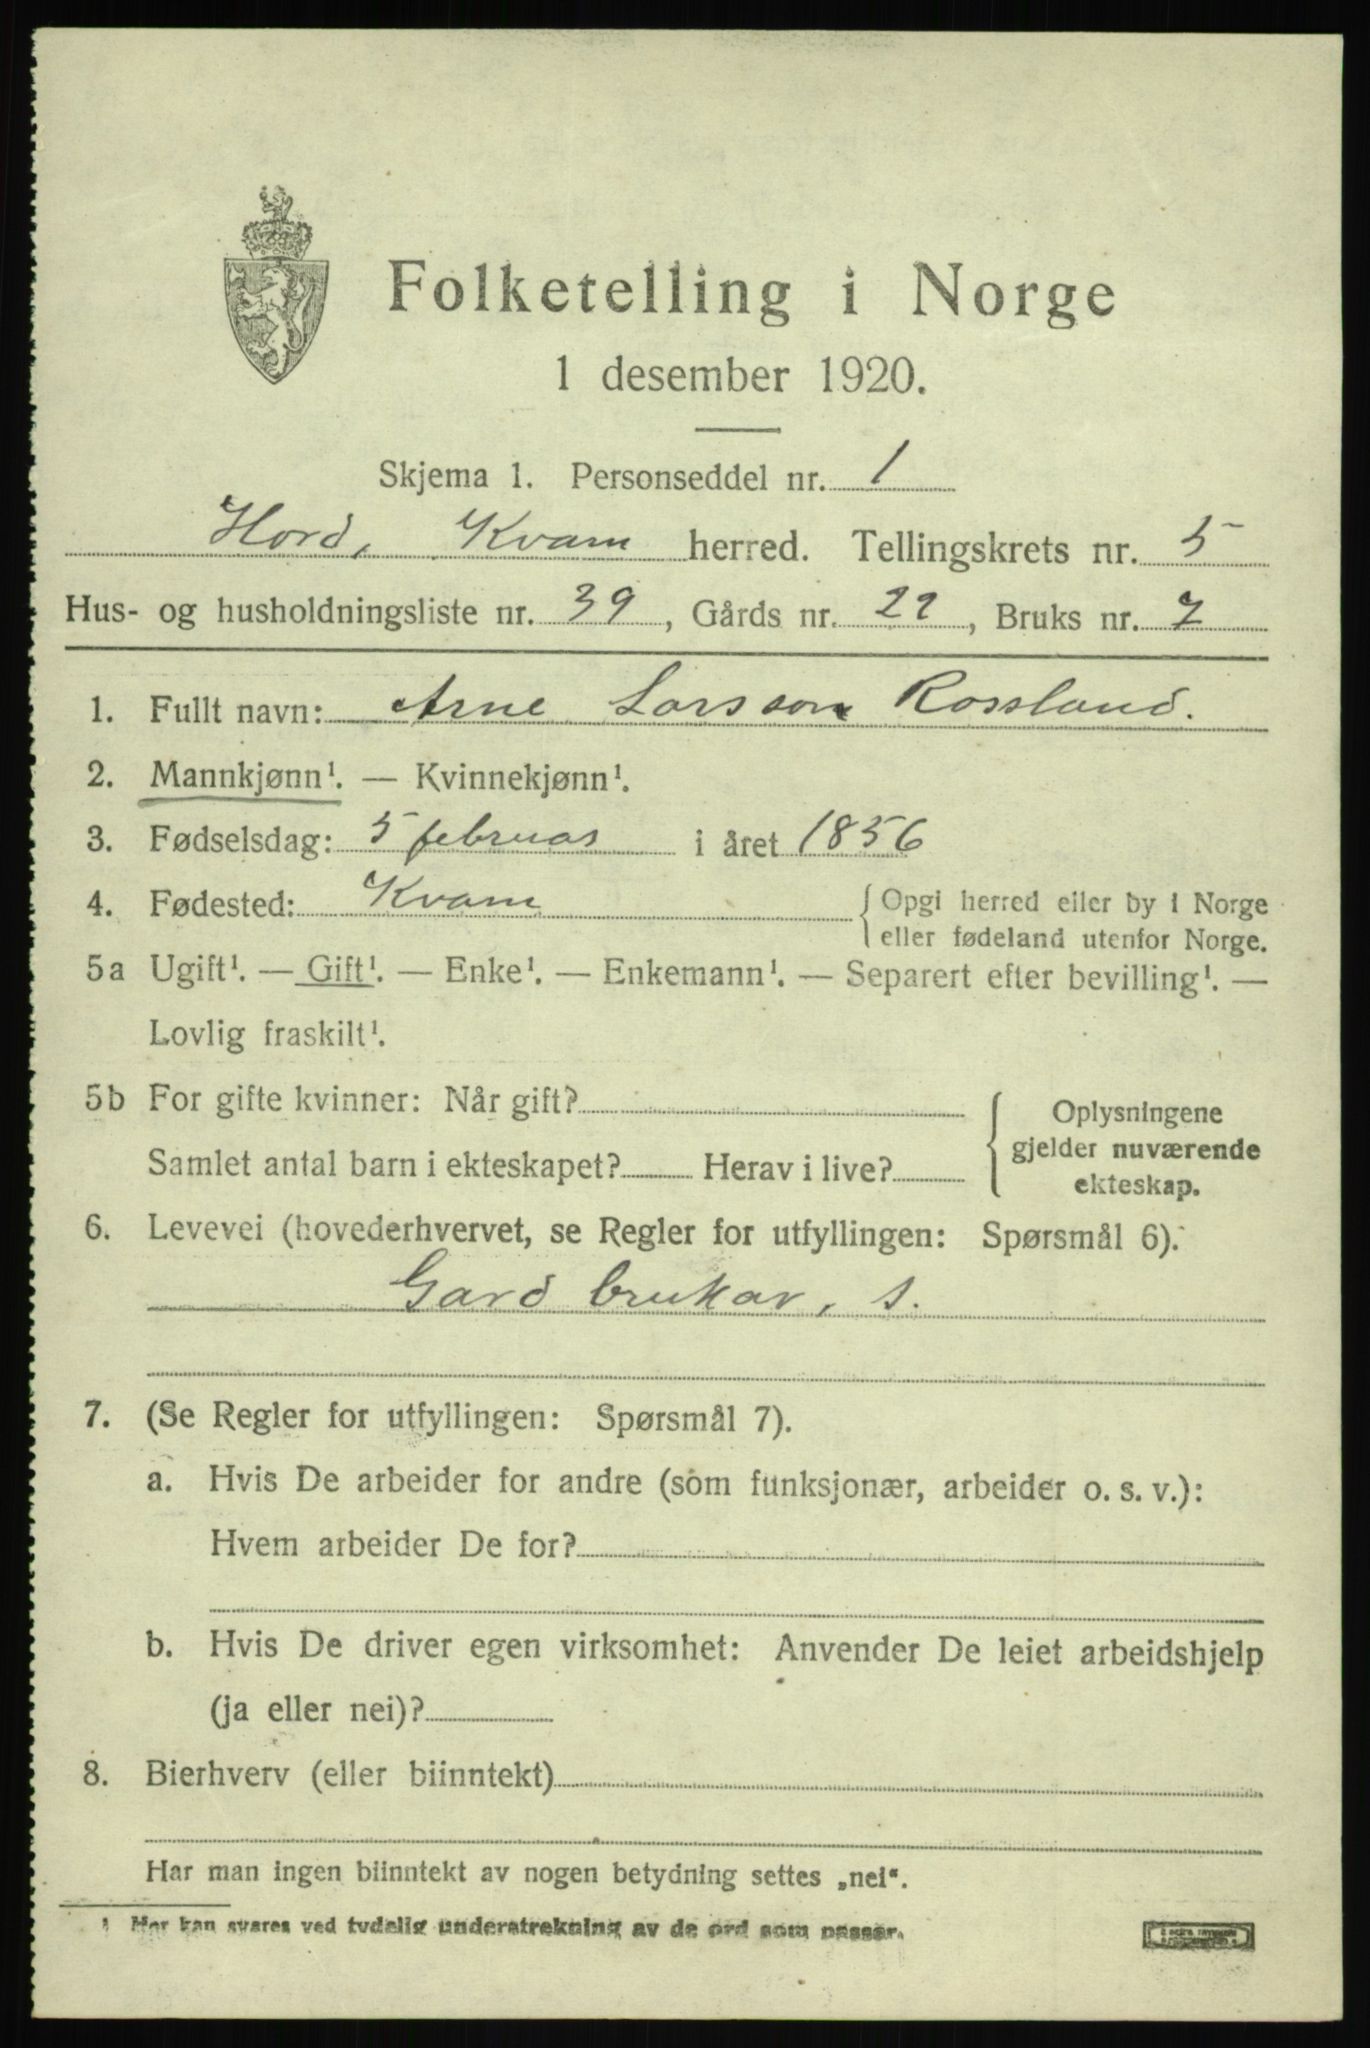 Folketelling i Norge
1 desember 1920.
Skjema 1. Personseddel nr. 1
Hord, Kvam herred. Tellingskrets nr. 5
Hus- og husholdningsliste nr. 39, Gårds nr. 22, Bruks nr. 7
1. Fullt navn: Arne Larsson Rossland.
2. Mannkjønn¹. — Kvinnekjønn¹.
3. Fødselsdag: 5 februar i året 1856
4. Fødested: Kvam { Opgi herred eller by i Norge
eller fødeland utenfor Norge.
5a Ugift¹. — Gift¹. — Enke¹. — Enkemann¹. — Separert efter bevilling¹. —
Lovlig fraskilt¹.
5b For gifte kvinner: Når gift?
Samlet antal barn i ekteskapet? Herav i live?
{ Oplysningene
gjelder nuværende
ekteskap.
6. Levevei (hovederhvervet, se Regler for utfyllingen: Spørsmål 6).
Gard brukar, s.
7. (Se Regler for utfyllingen: Spørsmål 7).
a. Hvis De arbeider for andre (som funksjonær, arbeider o. s. v.):
Hvem arbeider De for?
b. Hvis De driver egen virksomhet: Anvender De leiet arbeidshjelp
(ja eller nei)?
8. Bierhverv (eller biinntekt)
Har man ingen biinntekt av nogen betydning settes „nei“.
¹ Her kan svares ved tydelig understrekning av de ord som passer.